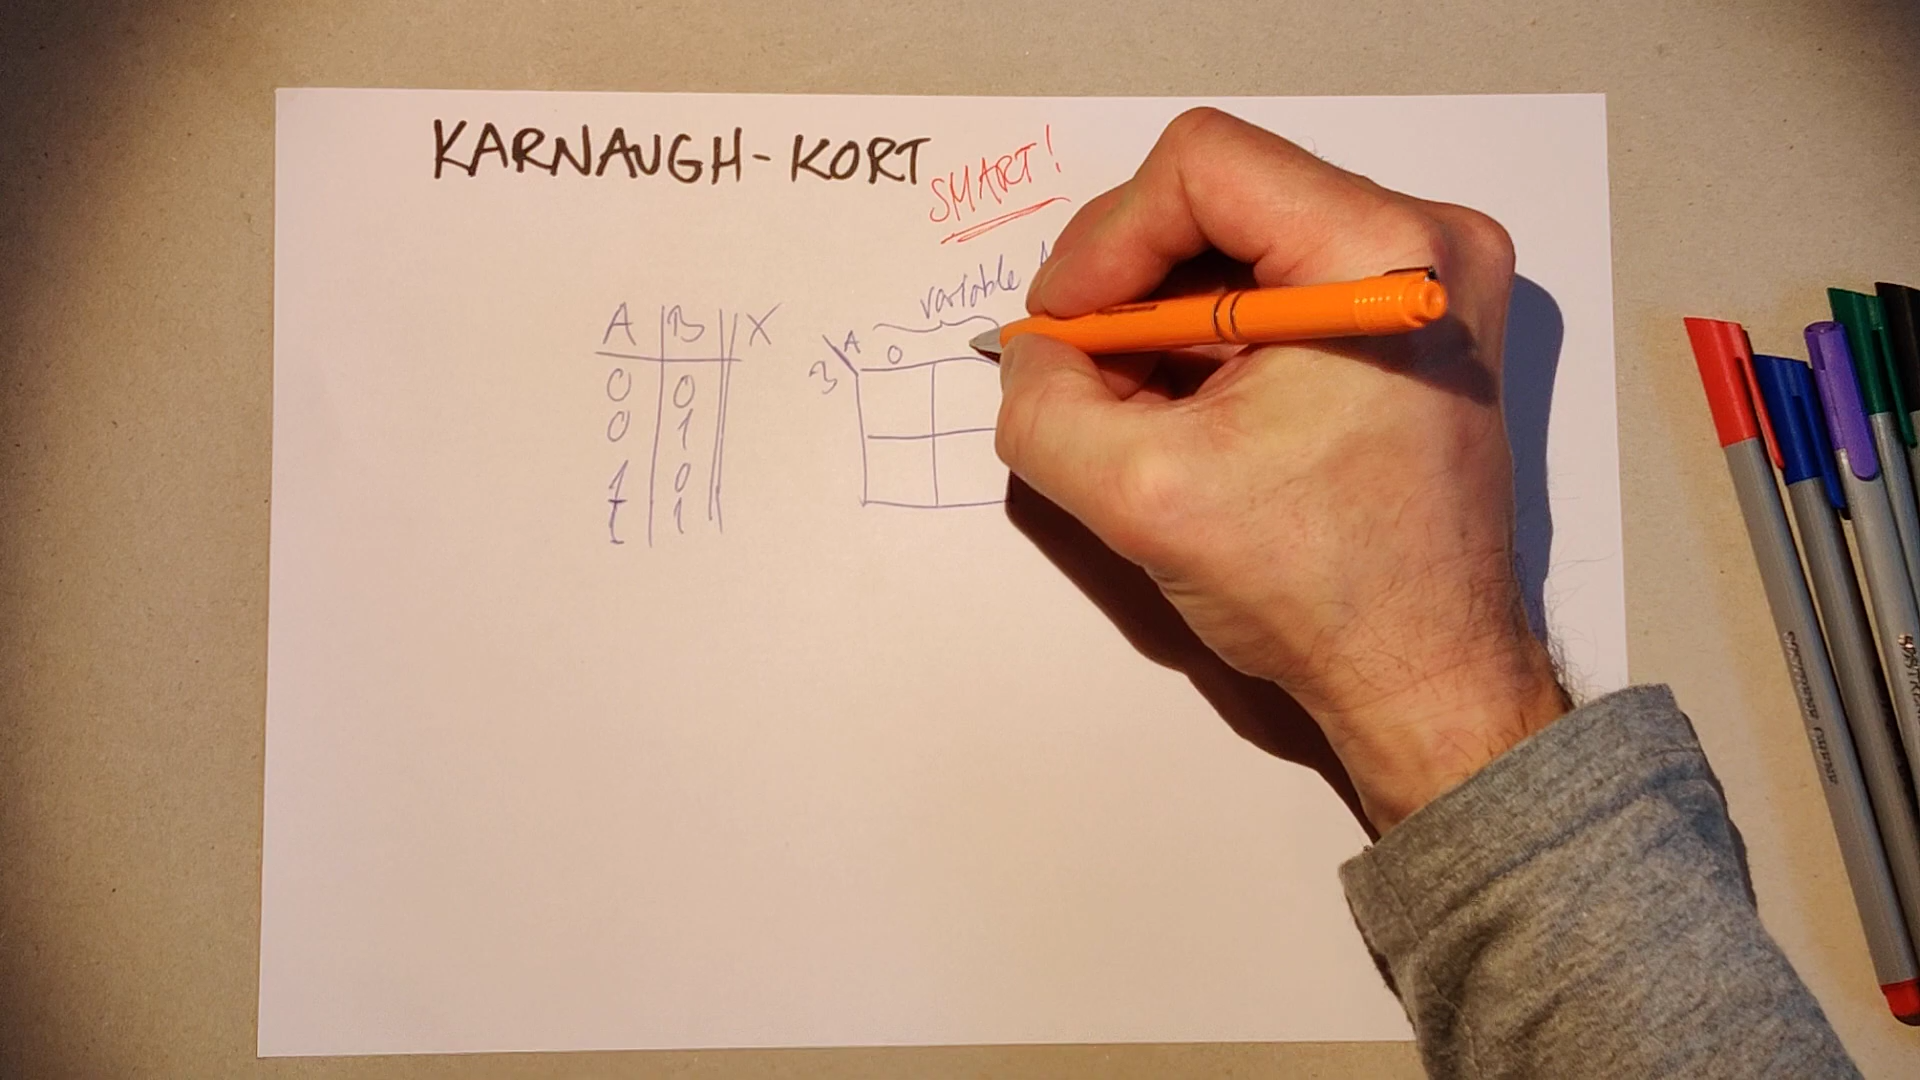 KARNAUGH-KORT
SMART!
variable A
A B X
0 0
0 1
1 0
1 1
A
B
0